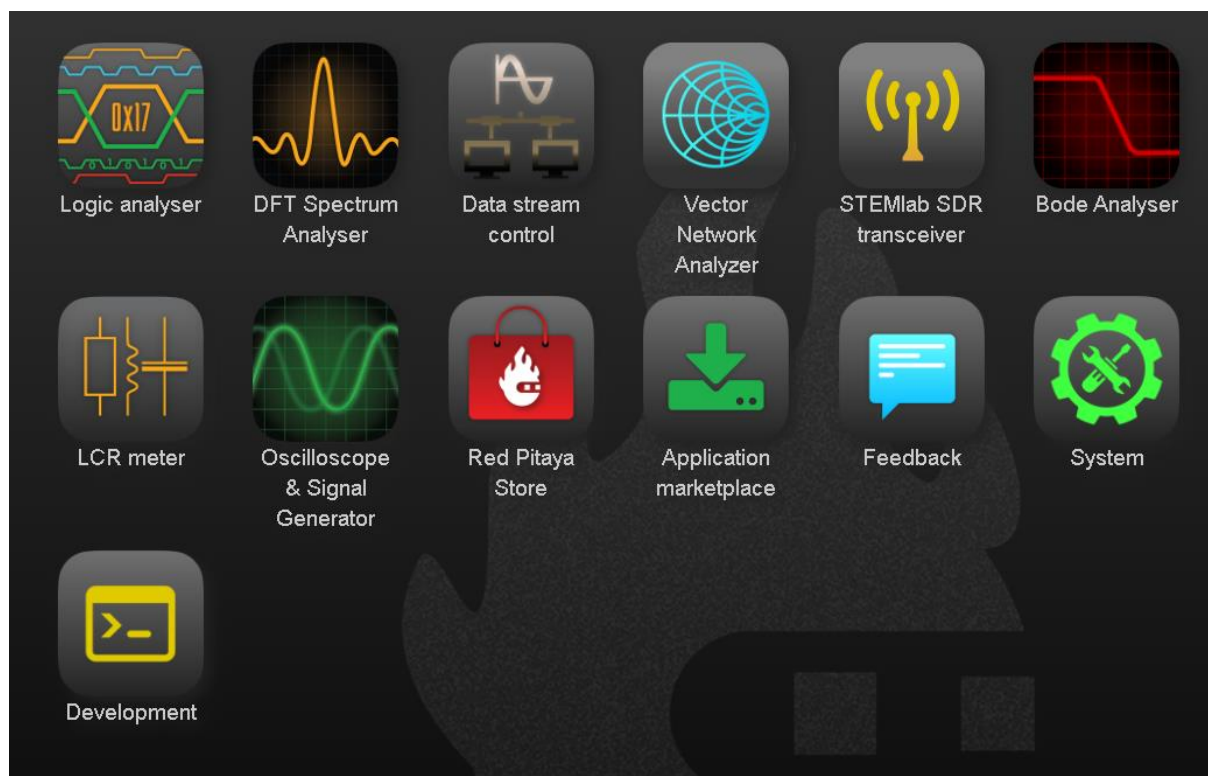 0X17
Logic analyser
DFT Spectrum
Analyser
Data stream
control
Vector
Network
Analyzer
STEMlab SDR
transceiver
Bode Analyser
LCR meter
Oscilloscope
& Signal
Generator
Red Pitaya
Store
Application
marketplace
Feedback
System
>_
Development